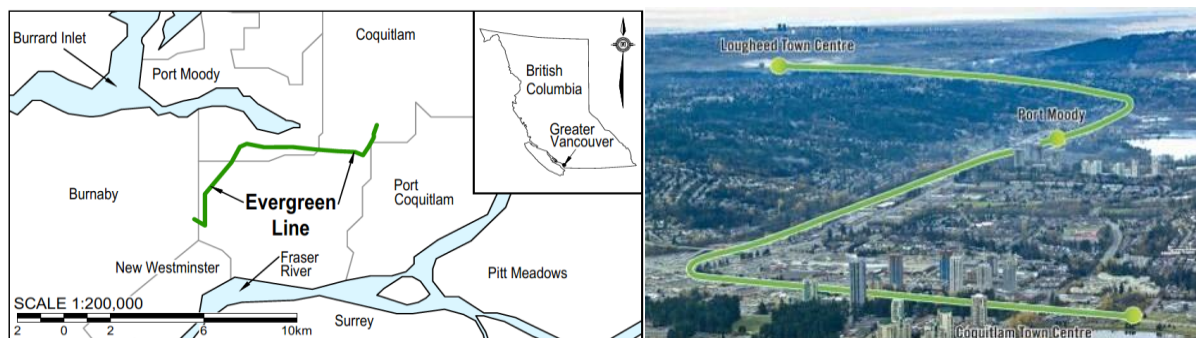 Burrard Inlet
Coquitlam
Port Moody
British
Columbia
Greater
Vancouver
Burnaby
Evergreen
Line
Port
Coquitlam
New Westminster
Fraser
River
Pitt Meadows
SCALE 1:200,000
Surrey
2 0 2 6 10km
Lougheed Town Centre
Port Moody
Coquitlam Town Centre